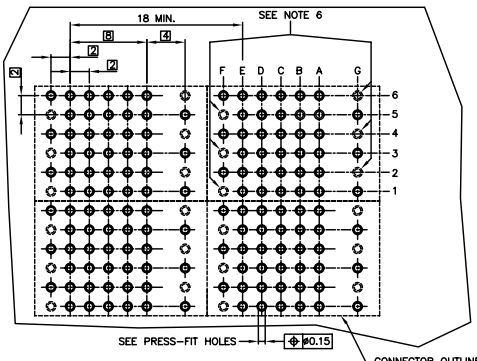 18 MIN.
SEE NOTE 6
8
4
2
2
2
F E D C B A G
6
5
4
3
2
1
SEE PRESS-FIT HOLES
⌖ ø0.15
CONNECTOR OUTLINE